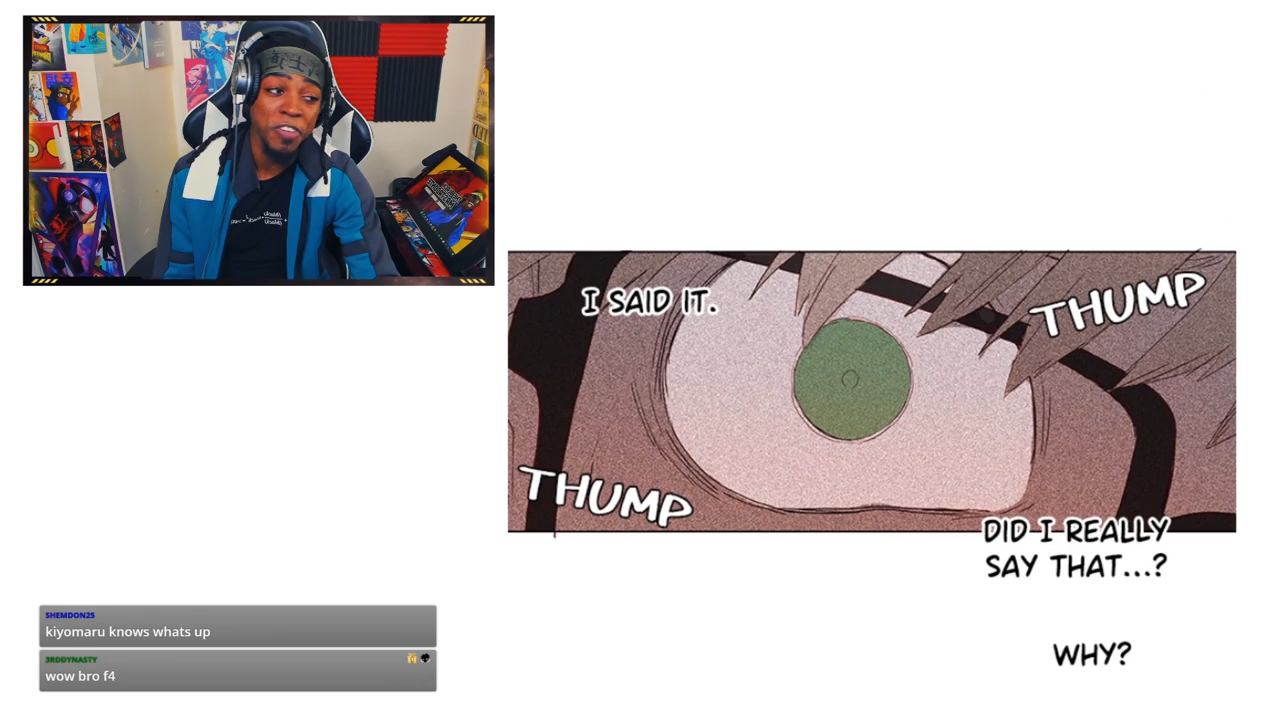 I SAID IT.
THUMP
THUMP
DID I REALLY
SAY THAT...?
WHY?
SHEMDON25
kiyomaru knows whats up
3RDDYNASTY
wow bro f4